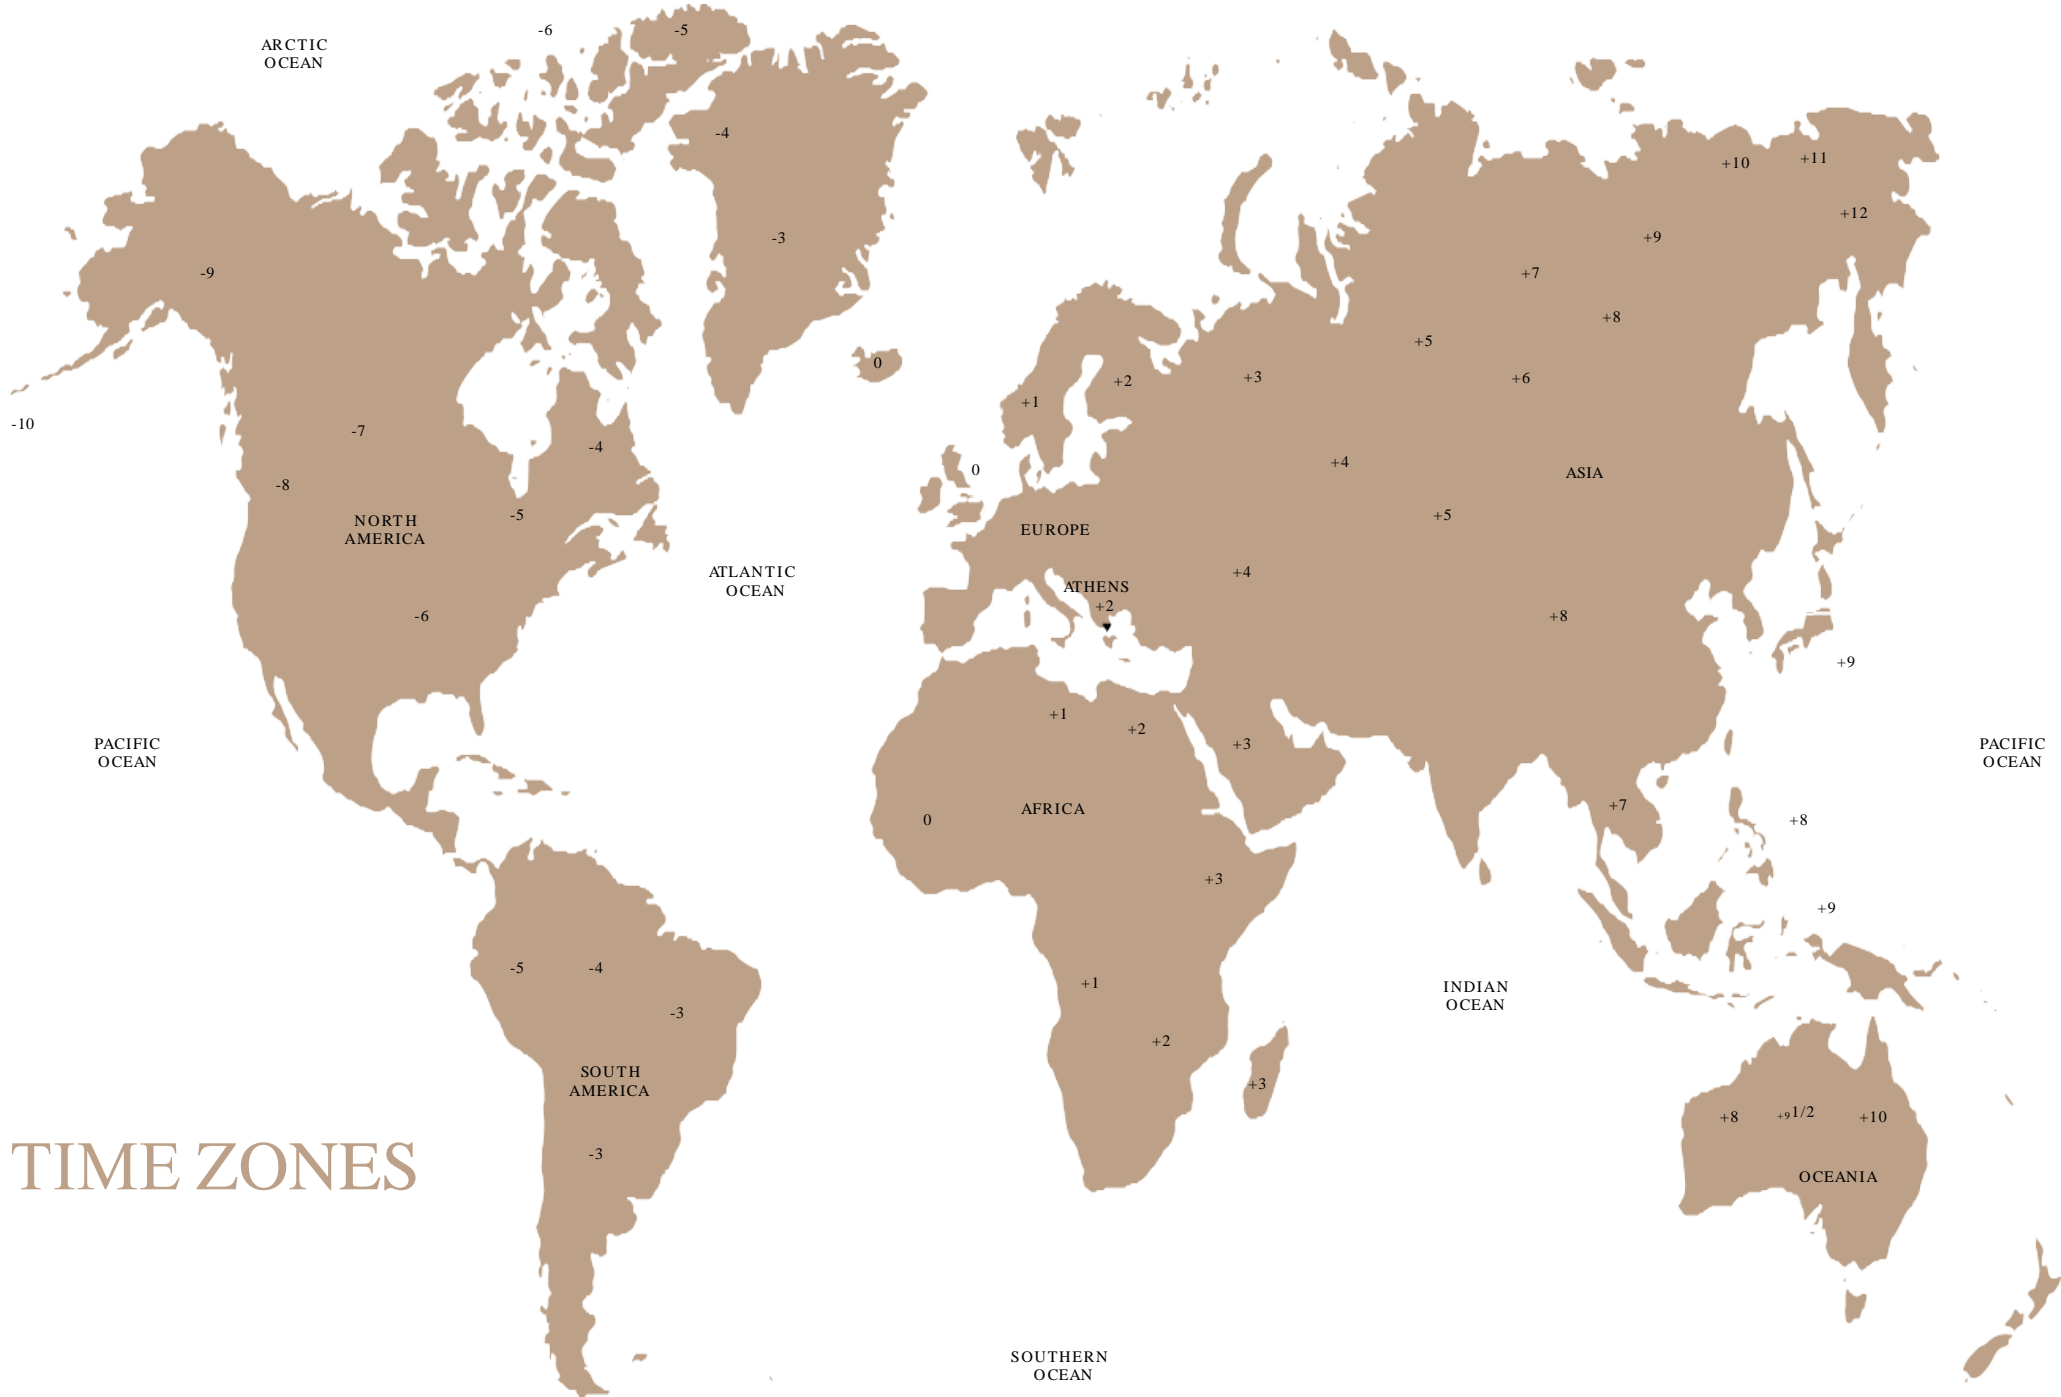 -6
-5
ARCTIC
OCEAN
-4
+10
+11
+12
-3
+9
-9
+7
+8
+5
0
+2
+3
+6
+1
-10
-7
-4
+4
0
ASIA
-8
-5
+5
NORTH
AMERICA
EUROPE
ATLANTIC
OCEAN
+4
ATHENS
+2
-6
+8
+9
+1
+2
+3
PACIFIC
OCEAN
PACIFIC
OCEAN
+7
AFRICA
0
+8
+3
+9
-5
-4
+1
INDIAN
OCEAN
-3
+2
SOUTH
AMERICA
+3
+8
+9 1/2
+10
-3
TIME ZONES
OCEANIA
SOUTHERN
OCEAN